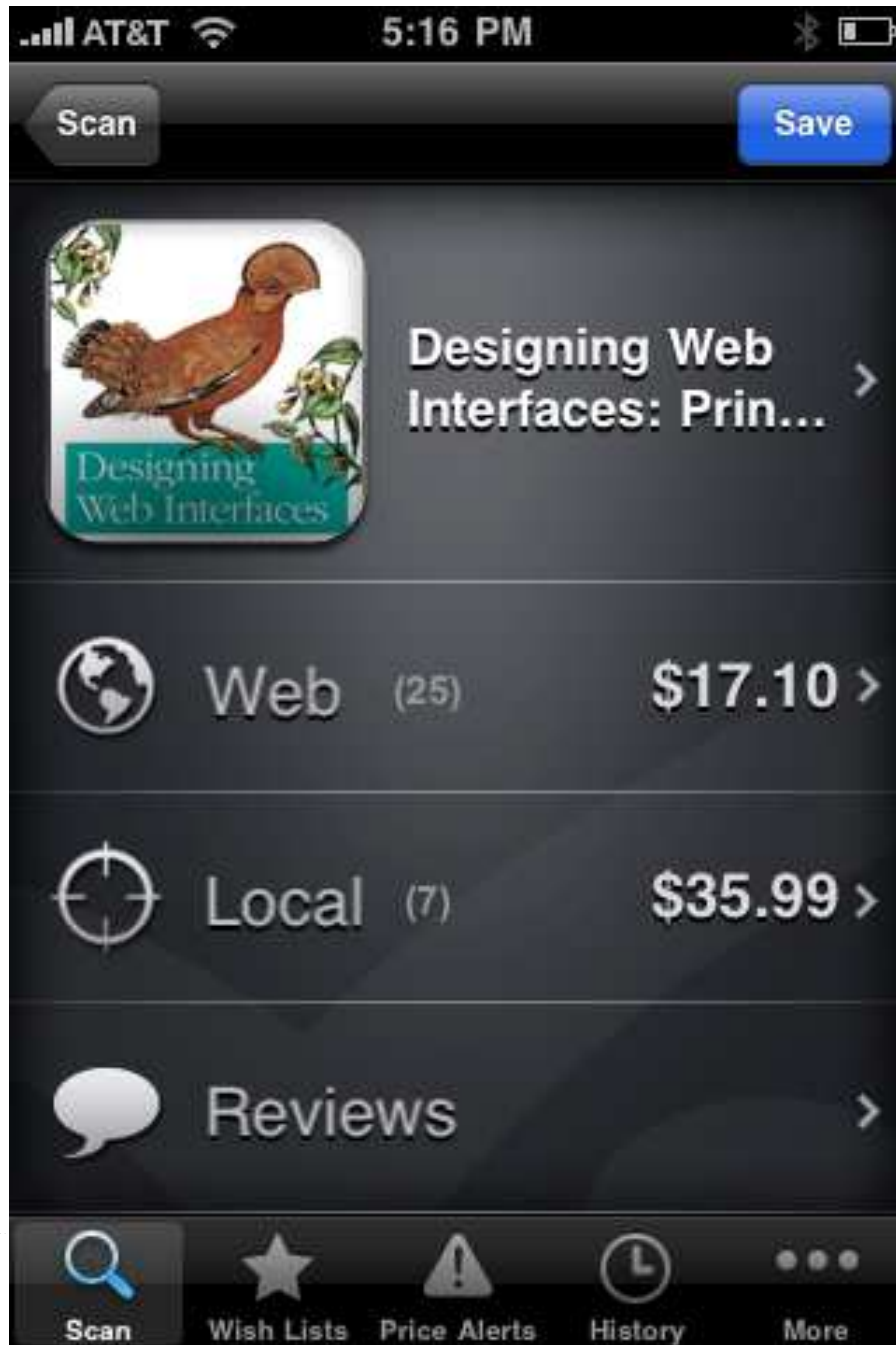 AT&T 5:16 PM
Scan Save
Designing
Web Interfaces
Designing Web
Interfaces: Prin...
Web (25) $17.10
Local (7) $35.99
Reviews
Scan Wish Lists Price Alerts History More